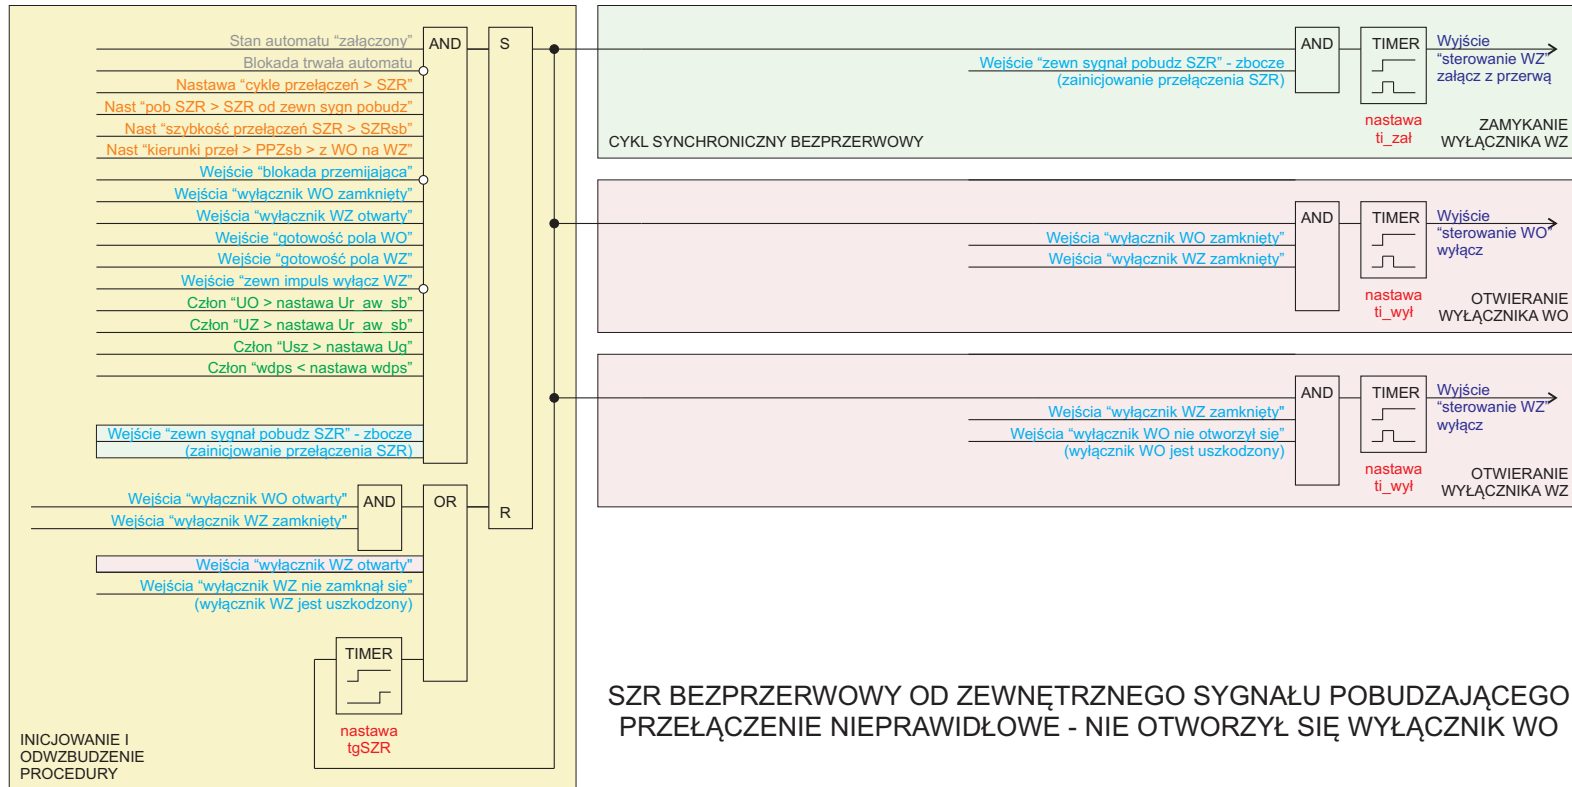 Stan automatu “załączony”
Blokada trwała automatu
Nastawa “cykle przełączeń > SZR”
Nast “pob SZR > SZR od zewn sygn pobudz”
Nast “szybkość przełączeń SZR > SZRsb”
Nast “kierunki przeł > PPZsb > z WO na WZ”
Wejście “blokada przemijająca”
Wejścia “wyłącznik WO zamknięty”
Wejścia “wyłącznik WZ otwarty”
Wejście “gotowość pola WO”
Wejście “gotowość pola WZ”
Wejście “zewn impuls wyłącz WZ”
Człon “UO > nastawa Ur_aw_sb”
Człon “UZ > nastawa Ur_aw_sb”
Człon “Usz > nastawa Ug”
Człon “wdps < nastawa wdps”
Wejście “zewn sygnał pobudz SZR” - zbocze
(zainicjowanie przełączenia SZR)
AND
S
R
Wejścia “wyłącznik WO otwarty"
Wejścia “wyłącznik WZ zamknięty"
AND
OR
Wejścia “wyłącznik WZ otwarty"
Wejścia “wyłącznik WZ nie zamknął się”
(wyłącznik WZ jest uszkodzony)
TIMER
nastawa
tgSZR
INICJOWANIE I
ODWZBUDZENIE
PROCEDURY
Wejście “zewn sygnał pobudz SZR” - zbocze
(zainicjowanie przełączenia SZR)
AND
TIMER
nastawa
ti_zał
Wyjście
“sterowanie WZ”
załącz z przerwą
CYKL SYNCHRONICZNY BEZPRZERWOWY
ZAMYKANIE
WYŁĄCZNIKA WZ
Wejścia “wyłącznik WO zamknięty”
Wejścia “wyłącznik WZ zamknięty”
AND
TIMER
nastawa
ti_wył
Wyjście
“sterowanie WO”
wyłącz
OTWIERANIE
WYŁĄCZNIKA WO
Wejścia “wyłącznik WZ zamknięty"
Wejścia “wyłącznik WO nie otworzył się”
(wyłącznik WO jest uszkodzony)
AND
TIMER
nastawa
ti_wył
Wyjście
“sterowanie WZ”
wyłącz
OTWIERANIE
WYŁĄCZNIKA WZ
SZR BEZPRZERWOWY OD ZEWNĘTRZNEGO SYGNAŁU POBUDZAJĄCEGO
PRZEŁĄCZENIE NIEPRAWIDŁOWE - NIE OTWORZYŁ SIĘ WYŁĄCZNIK WO